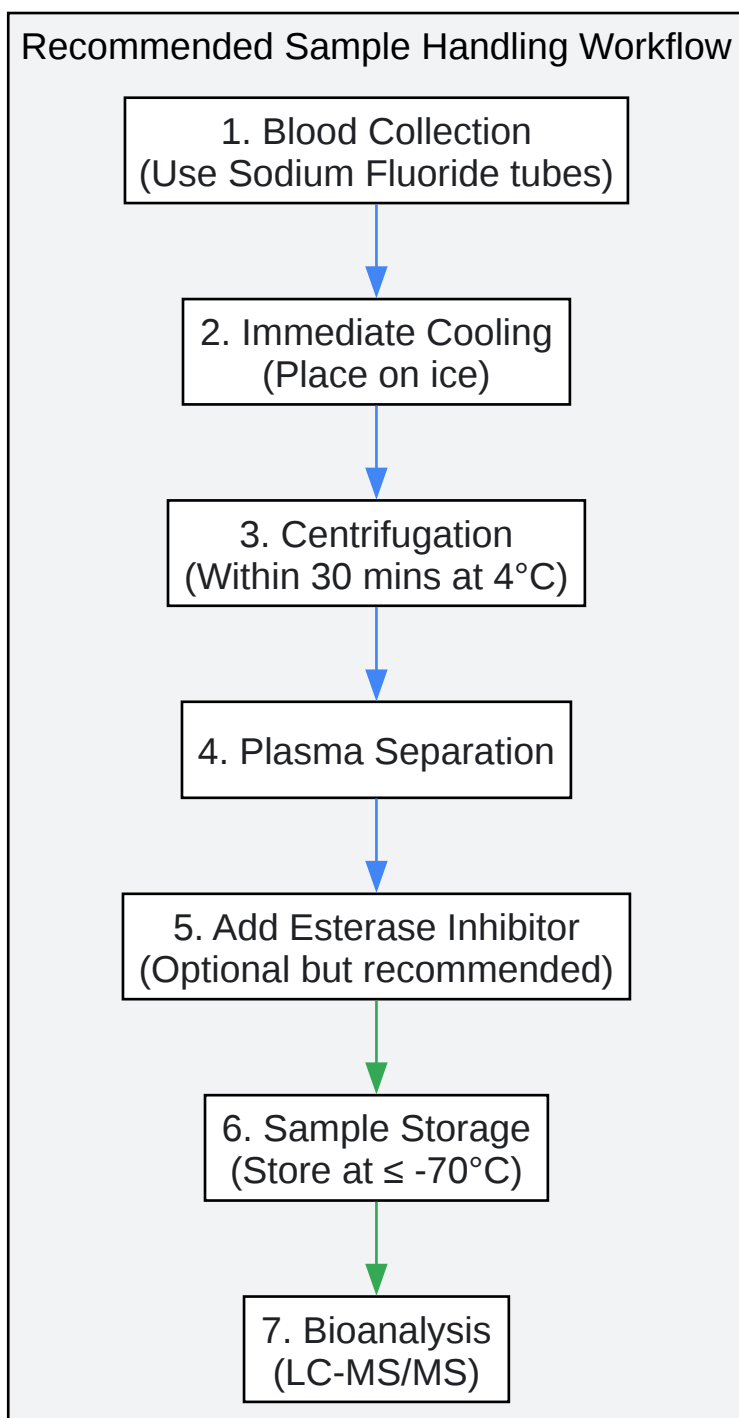 Recommended Sample Handling Workflow
1. Blood Collection
(Use Sodium Fluoride tubes)
2. Immediate Cooling
(Place on ice)
3. Centrifugation
(Within 30 mins at 4°C)
4. Plasma Separation
5. Add Esterase Inhibitor
(Optional but recommended)
6. Sample Storage
(Store at ≤ -70°C)
7. Bioanalysis
(LC-MS/MS)